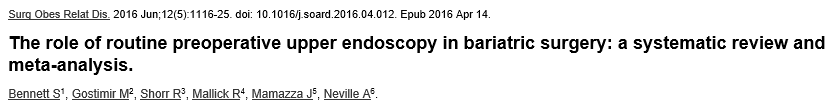 Surg Obes Relat Dis. 2016 Jun;12(5):1116-25. doi: 10.1016/j.soard.2016.04.012. Epub 2016 Apr 14.
The role of routine preoperative upper endoscopy in bariatric surgery: a systematic review and
meta-analysis.
Bennett S1, Gostimir M2, Shorr R3, Mallick R4, Mamazza J5, Neville A6.